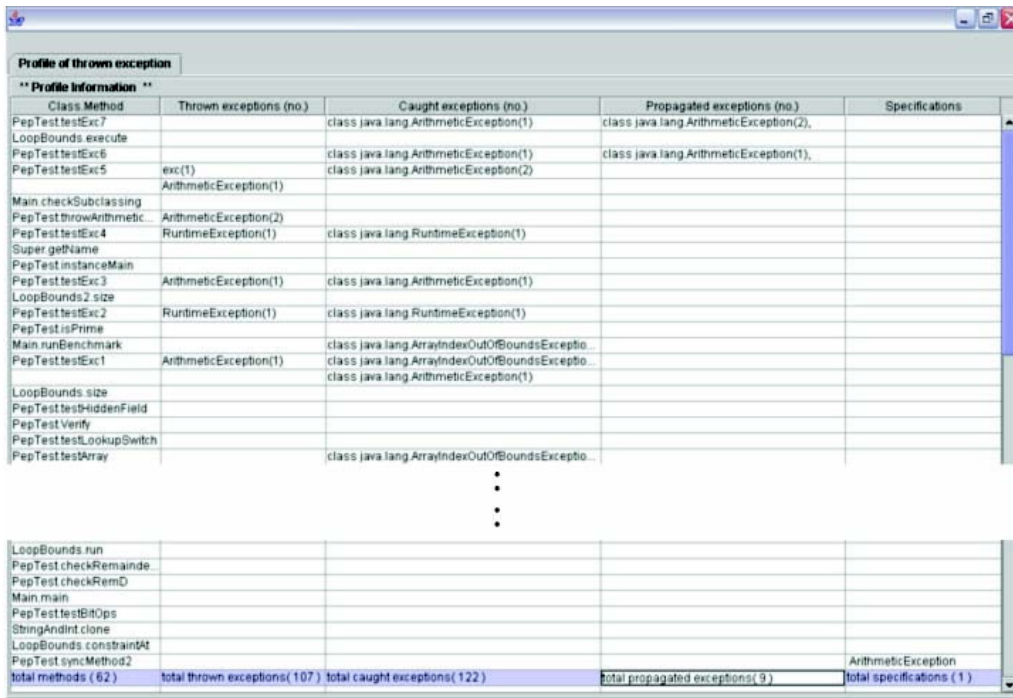 Profile of thrown exception
** Profile Information **
Class.Method Thrown exceptions (no.) Caught exceptions (no.) Propagated exceptions (no.) Specifications
PepTest.testExc7 class java.lang.ArithmeticException(1) class java.lang.ArithmeticException(2),
LoopBounds.execute
PepTest.testExc6 class java.lang.ArithmeticException(1) class java.lang.ArithmeticException(1),
PepTest.testExc5 exc(1) class java.lang.ArithmeticException(2)
ArithmeticException(1)
Main.checkSubclassing
PepTest.throwArithmetic... ArithmeticException(2)
PepTest.testExc4 RuntimeException(1) class java.lang.RuntimeException(1)
Super.getName
PepTest.instanceMain
PepTest.testExc3 ArithmeticException(1) class java.lang.ArithmeticException(1)
LoopBounds2.size
PepTest.testExc2 RuntimeException(1) class java.lang.RuntimeException(1)
PepTest.isPrime
Main.runBenchmark class java.lang.ArrayIndexOutOfBoundsExceptio...
PepTest.testExc1 ArithmeticException(1) class java.lang.ArrayIndexOutOfBoundsExceptio...
class java.lang.ArithmeticException(1)
LoopBounds.size
PepTest.testHiddenField
PepTest.Verify
PepTest.testLookupSwitch
PepTest.testArray class java.lang.ArrayIndexOutOfBoundsExceptio...
LoopBounds.run
PepTest.checkRemainde...
PepTest.checkRemD
Main.main
PepTest.testBitOps
StringAndInt.clone
LoopBounds.constraintAt
PepTest.syncMethod2 ArithmeticException
total methods ( 62 ) total thrown exceptions( 107 ) total caught exceptions( 122 ) total propagated exceptions( 9 ) total specifications ( 1 )